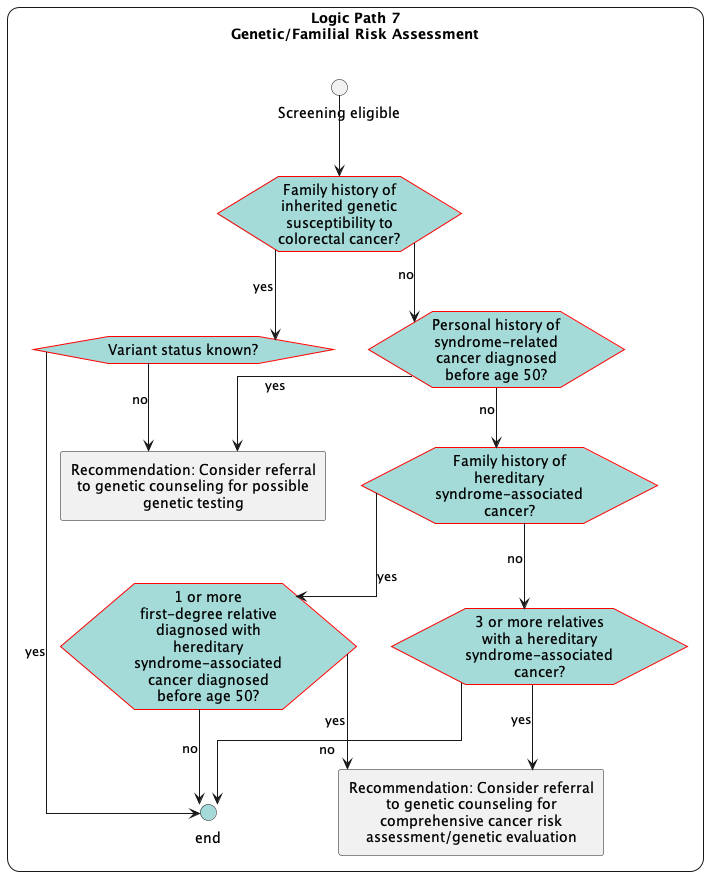 Logic Path 7
Genetic/Familial Risk Assessment
Screening eligible
Family history of
inherited genetic
susceptibility to
colorectal cancer?
yes
no
Variant status known?
Personal history of
syndrome-related
cancer diagnosed
before age 50?
no
yes
no
Recommendation: Consider referral
to genetic counseling for possible
genetic testing
Family history of
hereditary
syndrome-associated
cancer?
yes
no
1 or more
first-degree relative
diagnosed with
hereditary
syndrome-associated
cancer diagnosed
before age 50?
3 or more relatives
with a hereditary
syndrome-associated
cancer?
yes
no
yes
no
yes
Recommendation: Consider referral
to genetic counseling for
comprehensive cancer risk
assessment/genetic evaluation
end